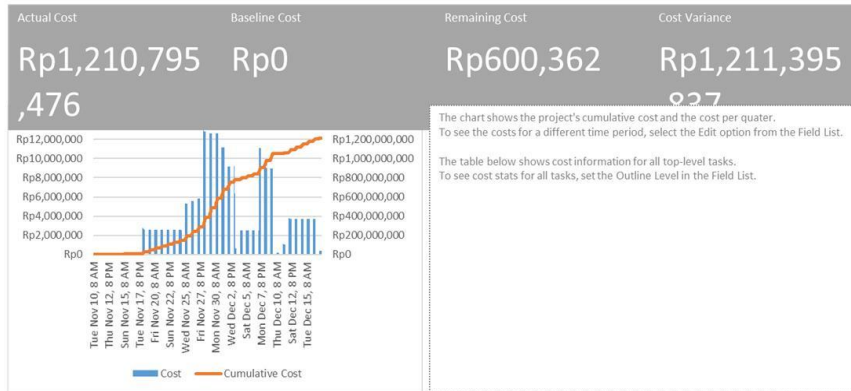 Actual Cost
Baseline Cost
Remaining Cost
Cost Variance
Rp1,210,795
,476
Rp0
Rp600,362
Rp1,211,395
,837
The chart shows the project's cumulative cost and the cost per quater.
To see the costs for a different time period, select the Edit option from the Field List.
The table below shows cost information for all top-level tasks.
To see cost stats for all tasks, set the Outline Level in the Field List.
Rp12,000,000
Rp10,000,000
Rp8,000,000
Rp6,000,000
Rp4,000,000
Rp2,000,000
Rp0
Rp1,200,000,000
Rp1,000,000,000
Rp800,000,000
Rp600,000,000
Rp400,000,000
Rp200,000,000
Rp0
Tue Nov 10, 8 AM
Thu Nov 12, 8 PM
Sun Nov 15, 8 AM
Tue Nov 17, 8 PM
Fri Nov 20, 8 AM
Sun Nov 22, 8 PM
Wed Nov 25, 8 AM
Fri Nov 27, 8 PM
Mon Nov 30, 8 AM
Wed Dec 2, 8 PM
Sat Dec 5, 8 AM
Mon Dec 7, 8 PM
Thu Dec 10, 8 AM
Sat Dec 12, 8 PM
Tue Dec 15, 8 AM
Cost
Cumulative Cost